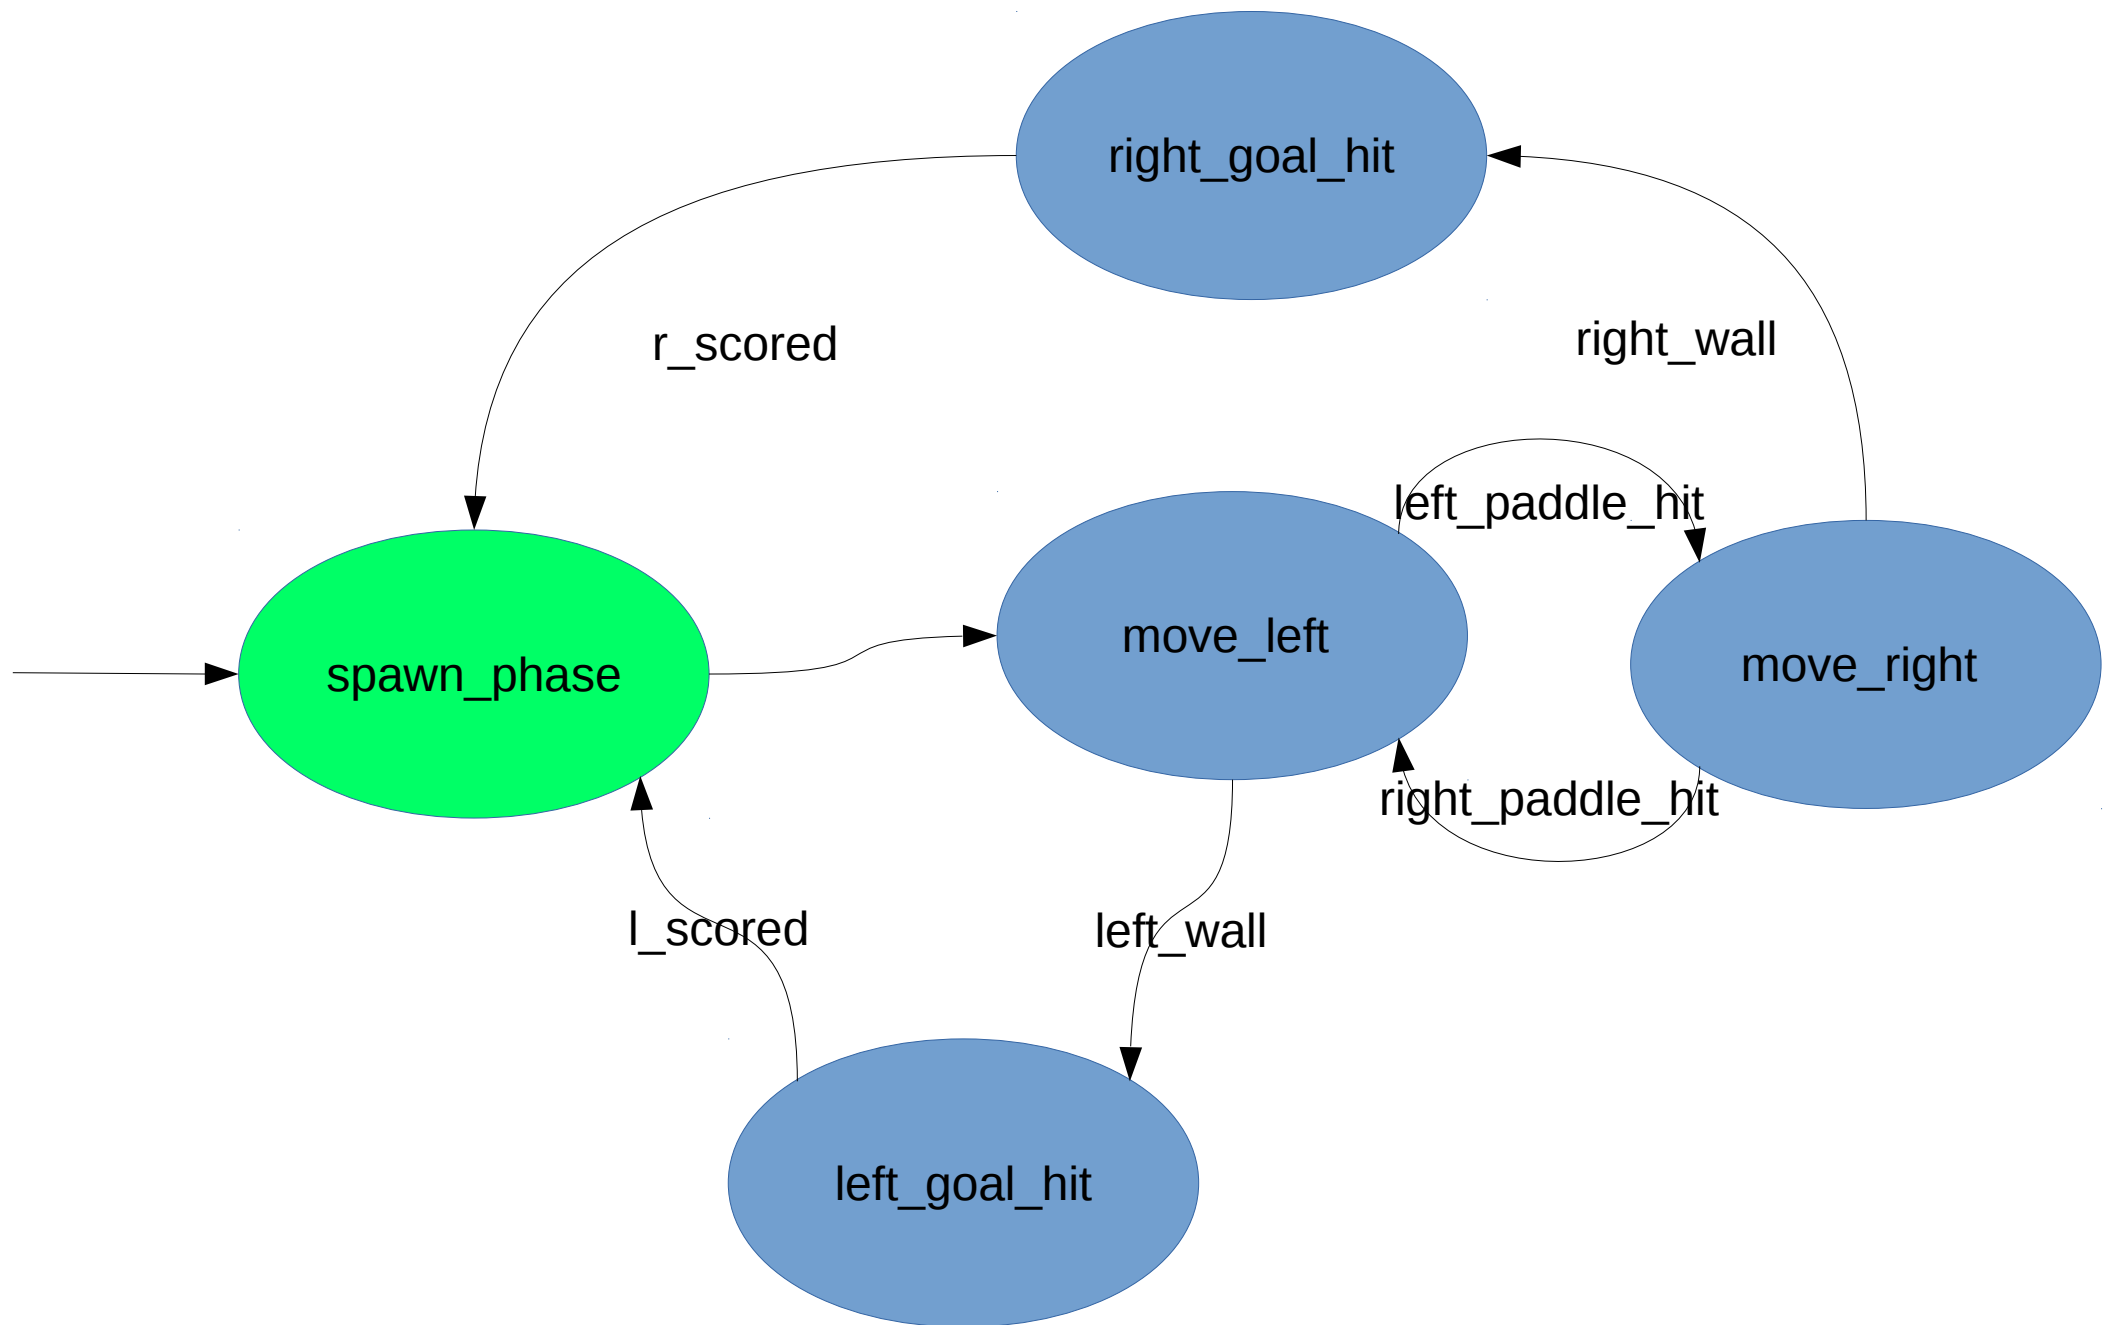 right_goal_hit
r_scored
right_wall
left_paddle_hit
spawn_phase
move_left
move_right
right_paddle_hit
l_scored
left_wall
left_goal_hit